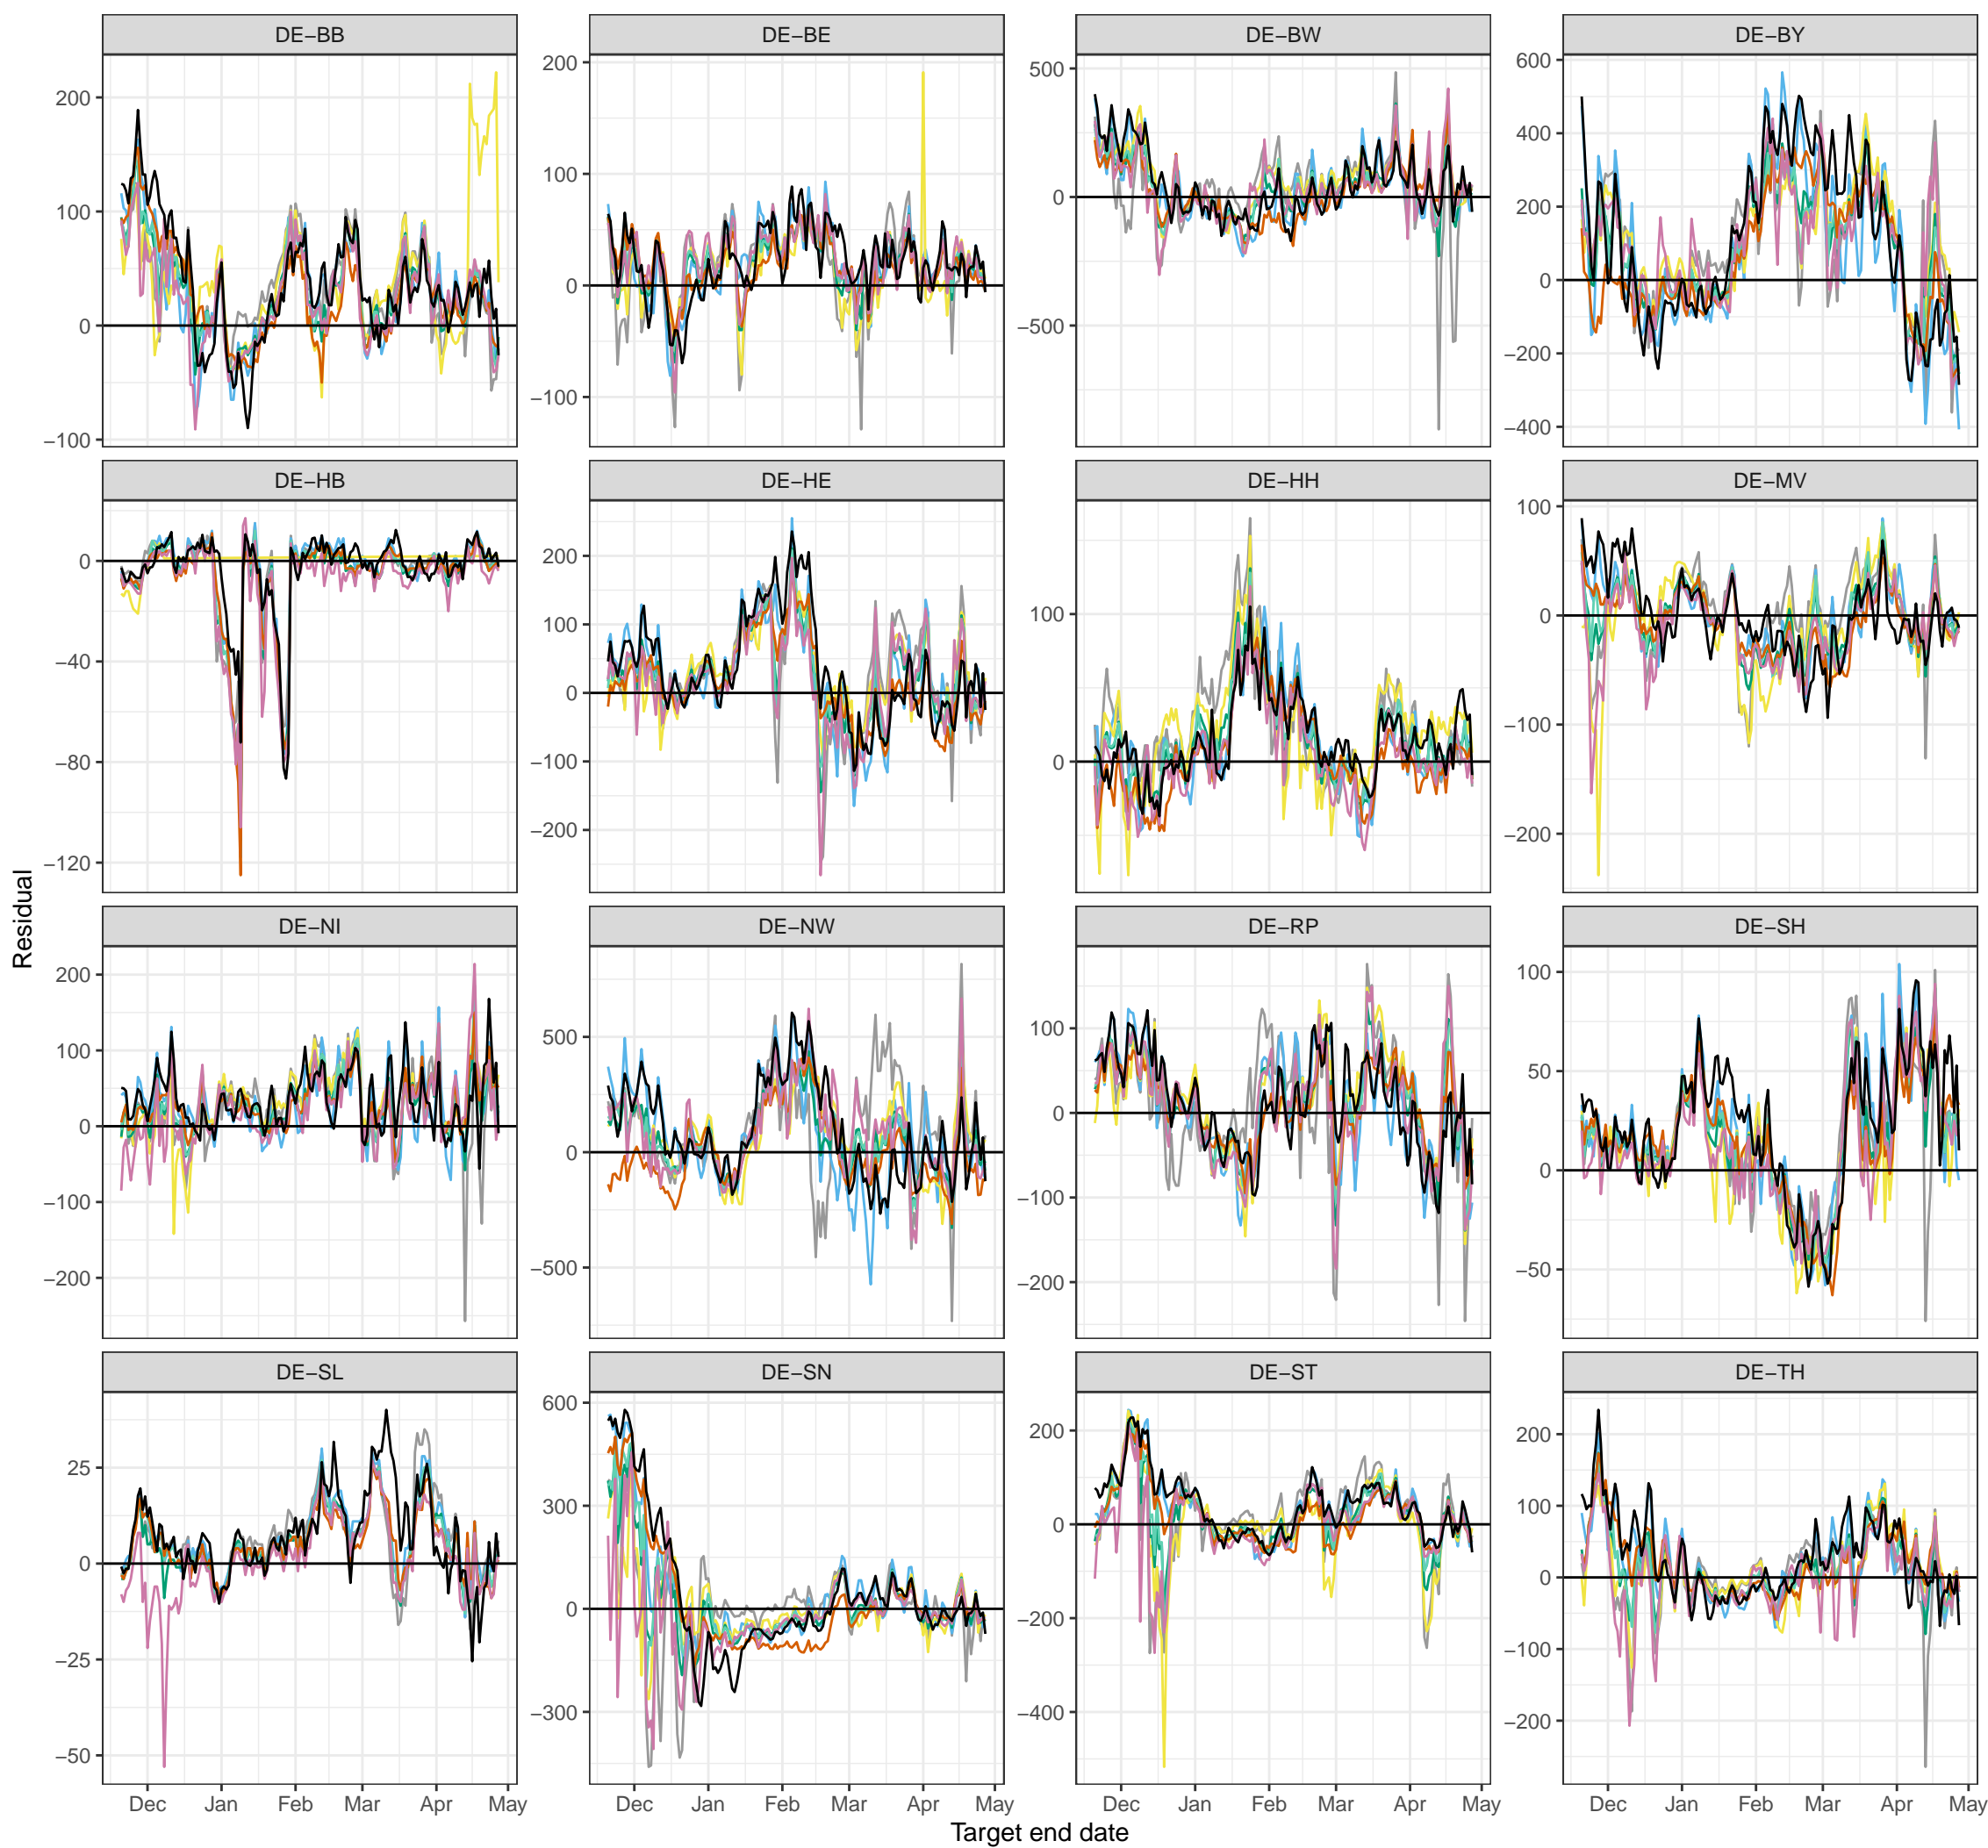 DE−BB DE−BE DE−BW DE−BY
200 200 500 600
100 100 0 400
0 0 −500 200
−100 −100 0
−200
−400
DE−HB DE−HE DE−HH DE−MV
0 200 100 100
−40 100 0 0
−80 0 −100
−120 −100 −200
−200
DE−NI DE−NW DE−RP DE−SH
200 500 100 100
100 0 0 50
0 −500 −100 0
−100 −200 −50
−200
DE−SL DE−SN DE−ST DE−TH
25 600 200 200
0 300 0 100
−25 0 −200 0
−50 −300 −400 −100
−200
Dec Jan Feb Mar Apr May Dec Jan Feb Mar Apr May Dec Jan Feb Mar Apr May Dec Jan Feb Mar Apr May
Target end date
Residual